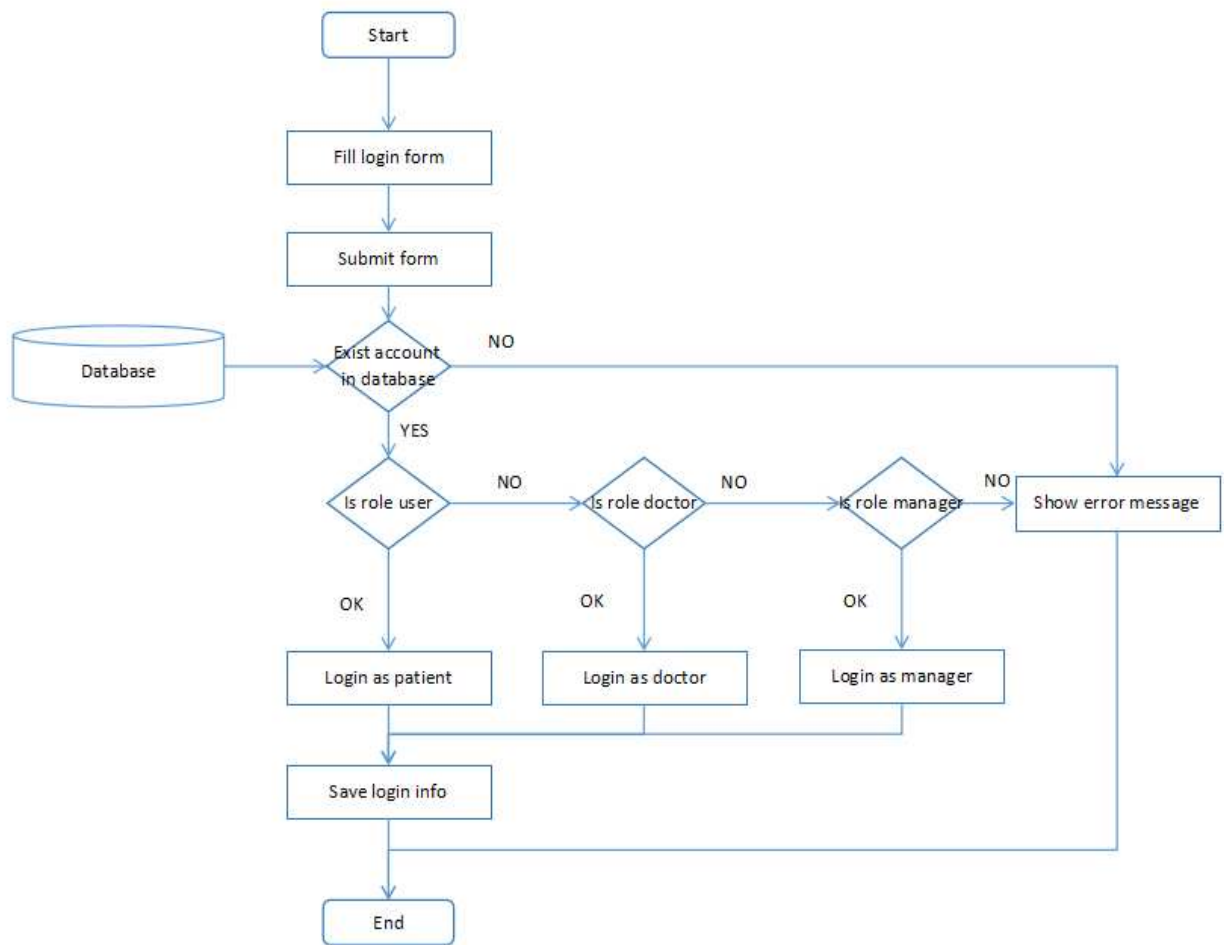 Start
Fill login form
Submit form
Database
Exist account
in database
NO
YES
Is role user
NO
Is role doctor
NO
Is role manager
NO
Show error message
OK
OK
OK
Login as patient
Login as doctor
Login as manager
Save login info
End